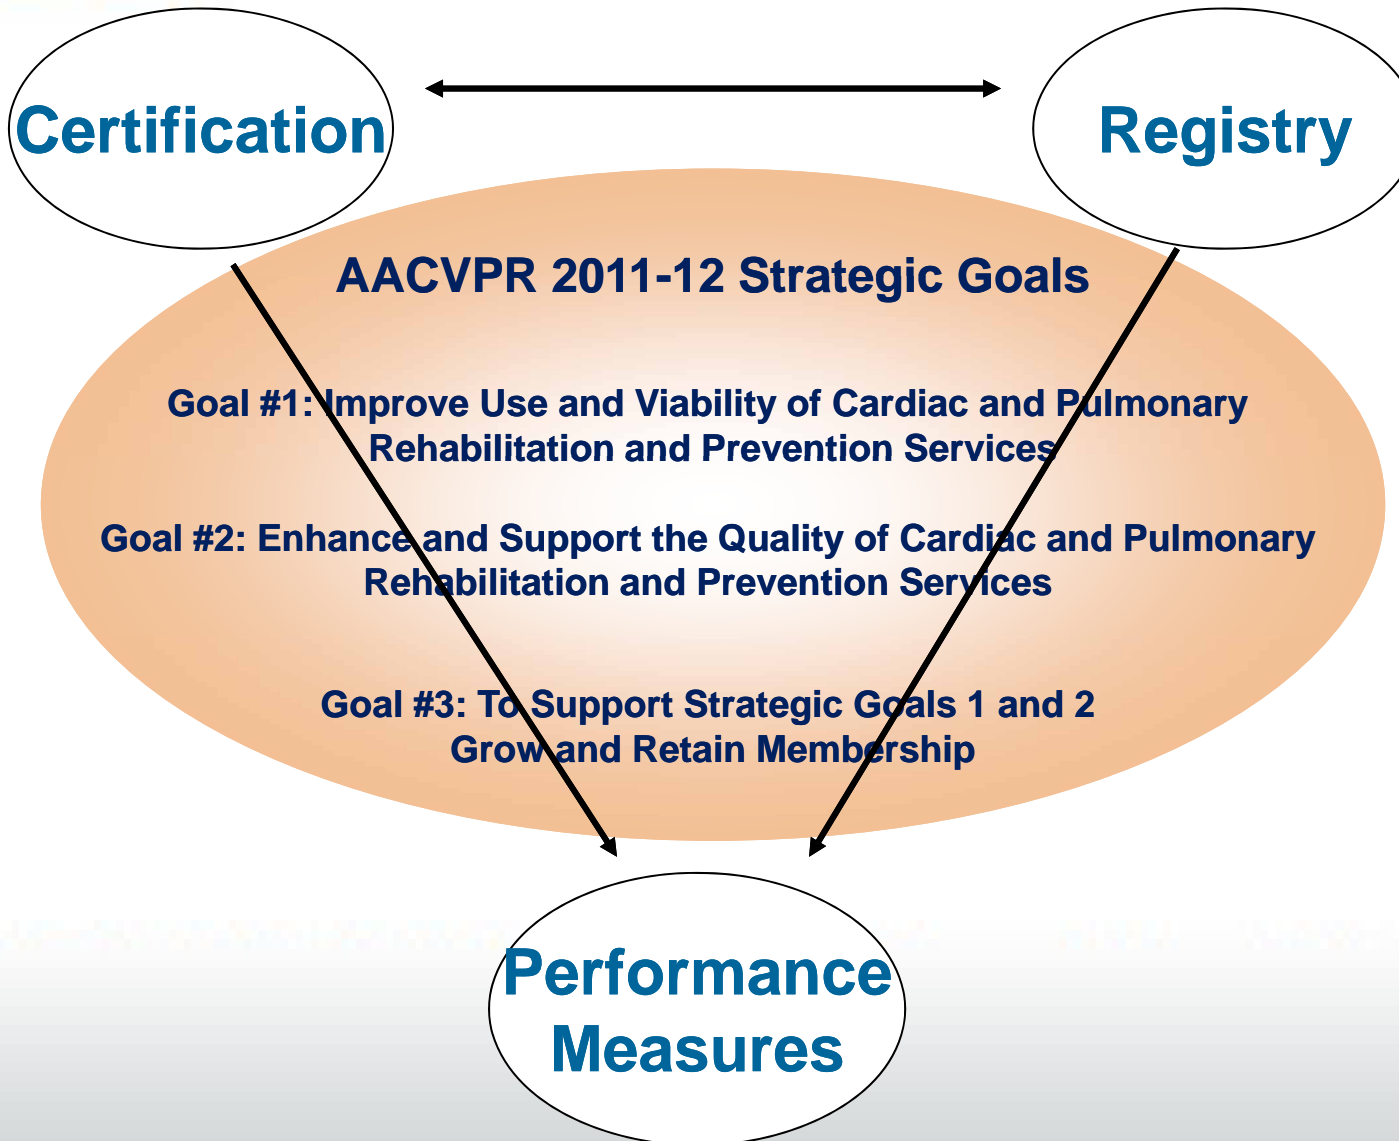 Certification
Registry
AACVPR 2011-12 Strategic Goals
Goal #1: Improve Use and Viability of Cardiac and Pulmonary
Rehabilitation and Prevention Services
Goal #2: Enhance and Support the Quality of Cardiac and Pulmonary
Rehabilitation and Prevention Services
Goal #3: To Support Strategic Goals 1 and 2
Grow and Retain Membership
Performance
Measures